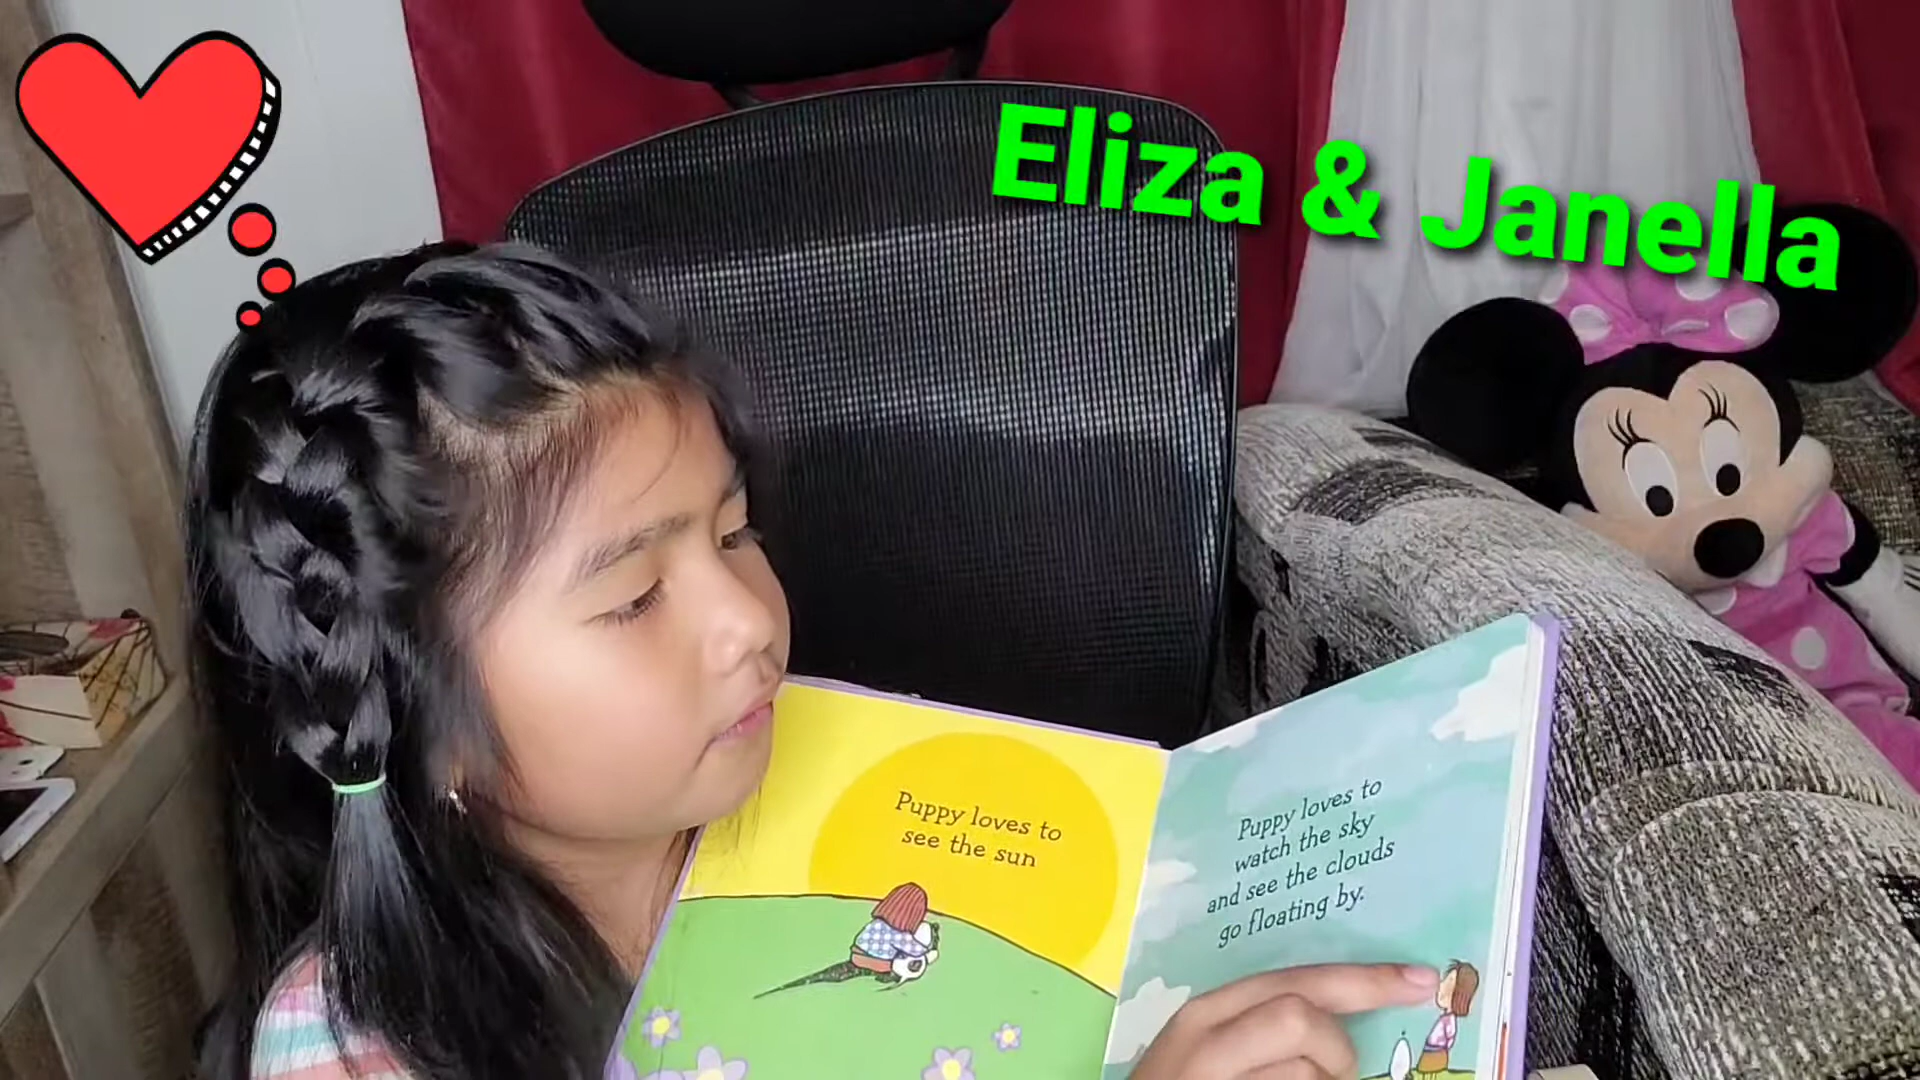 Eliza & Janella
Puppy loves to
see the sun
Puppy loves to
watch the sky
and see the clouds
go floating by.